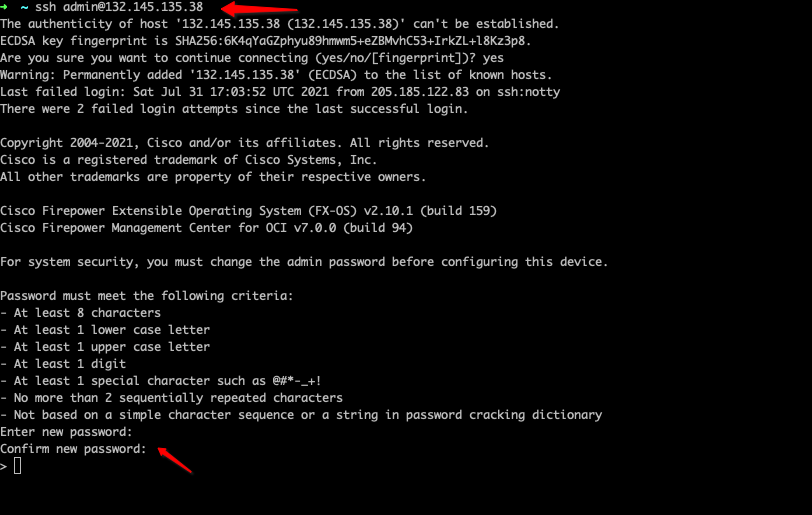 ➜  ~ ssh admin@132.145.135.38
The authenticity of host '132.145.135.38 (132.145.135.38)' can't be established.
ECDSA key fingerprint is SHA256:6K4qYaGZphyu89hmwm5+eZBMvhC53+IrkZL+l8Kz3p8.
Are you sure you want to continue connecting (yes/no/[fingerprint])? yes
Warning: Permanently added '132.145.135.38' (ECDSA) to the list of known hosts.
Last failed login: Sat Jul 31 17:03:52 UTC 2021 from 205.185.122.83 on ssh:notty
There were 2 failed login attempts since the last successful login.

Copyright 2004-2021, Cisco and/or its affiliates. All rights reserved.
Cisco is a registered trademark of Cisco Systems, Inc.
All other trademarks are property of their respective owners.

Cisco Firepower Extensible Operating System (FX-OS) v2.10.1 (build 159)
Cisco Firepower Management Center for OCI v7.0.0 (build 94)

For system security, you must change the admin password before configuring this device.

Password must meet the following criteria:
- At least 8 characters
- At least 1 lower case letter
- At least 1 upper case letter
- At least 1 digit
- At least 1 special character such as @#*-_+!
- No more than 2 sequentially repeated characters
- Not based on a simple character sequence or a string in password cracking dictionary
Enter new password:
Confirm new password:
>